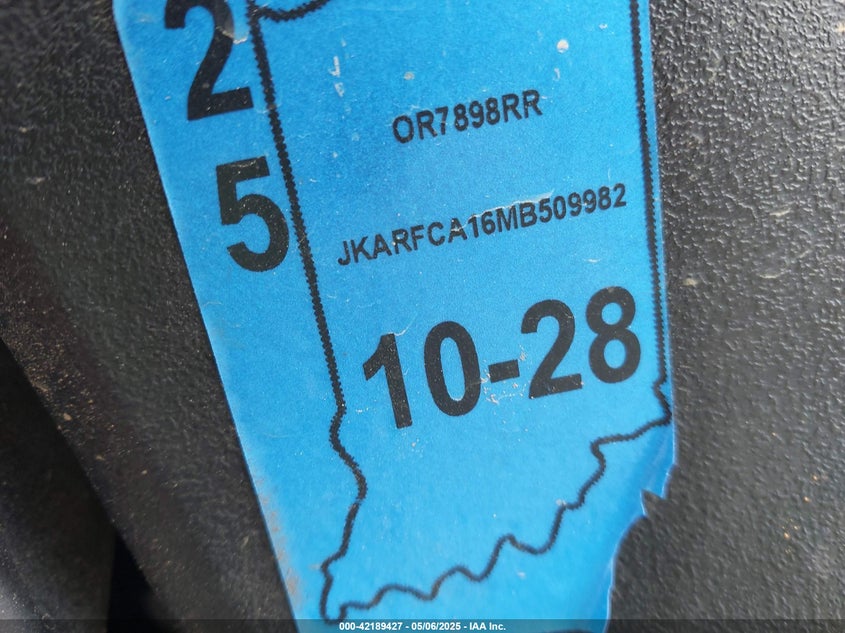 2
5
OR7898RR
JKARFCA16MB509982
10-28
000-42189427 - 05/06/2025 - IAA Inc.